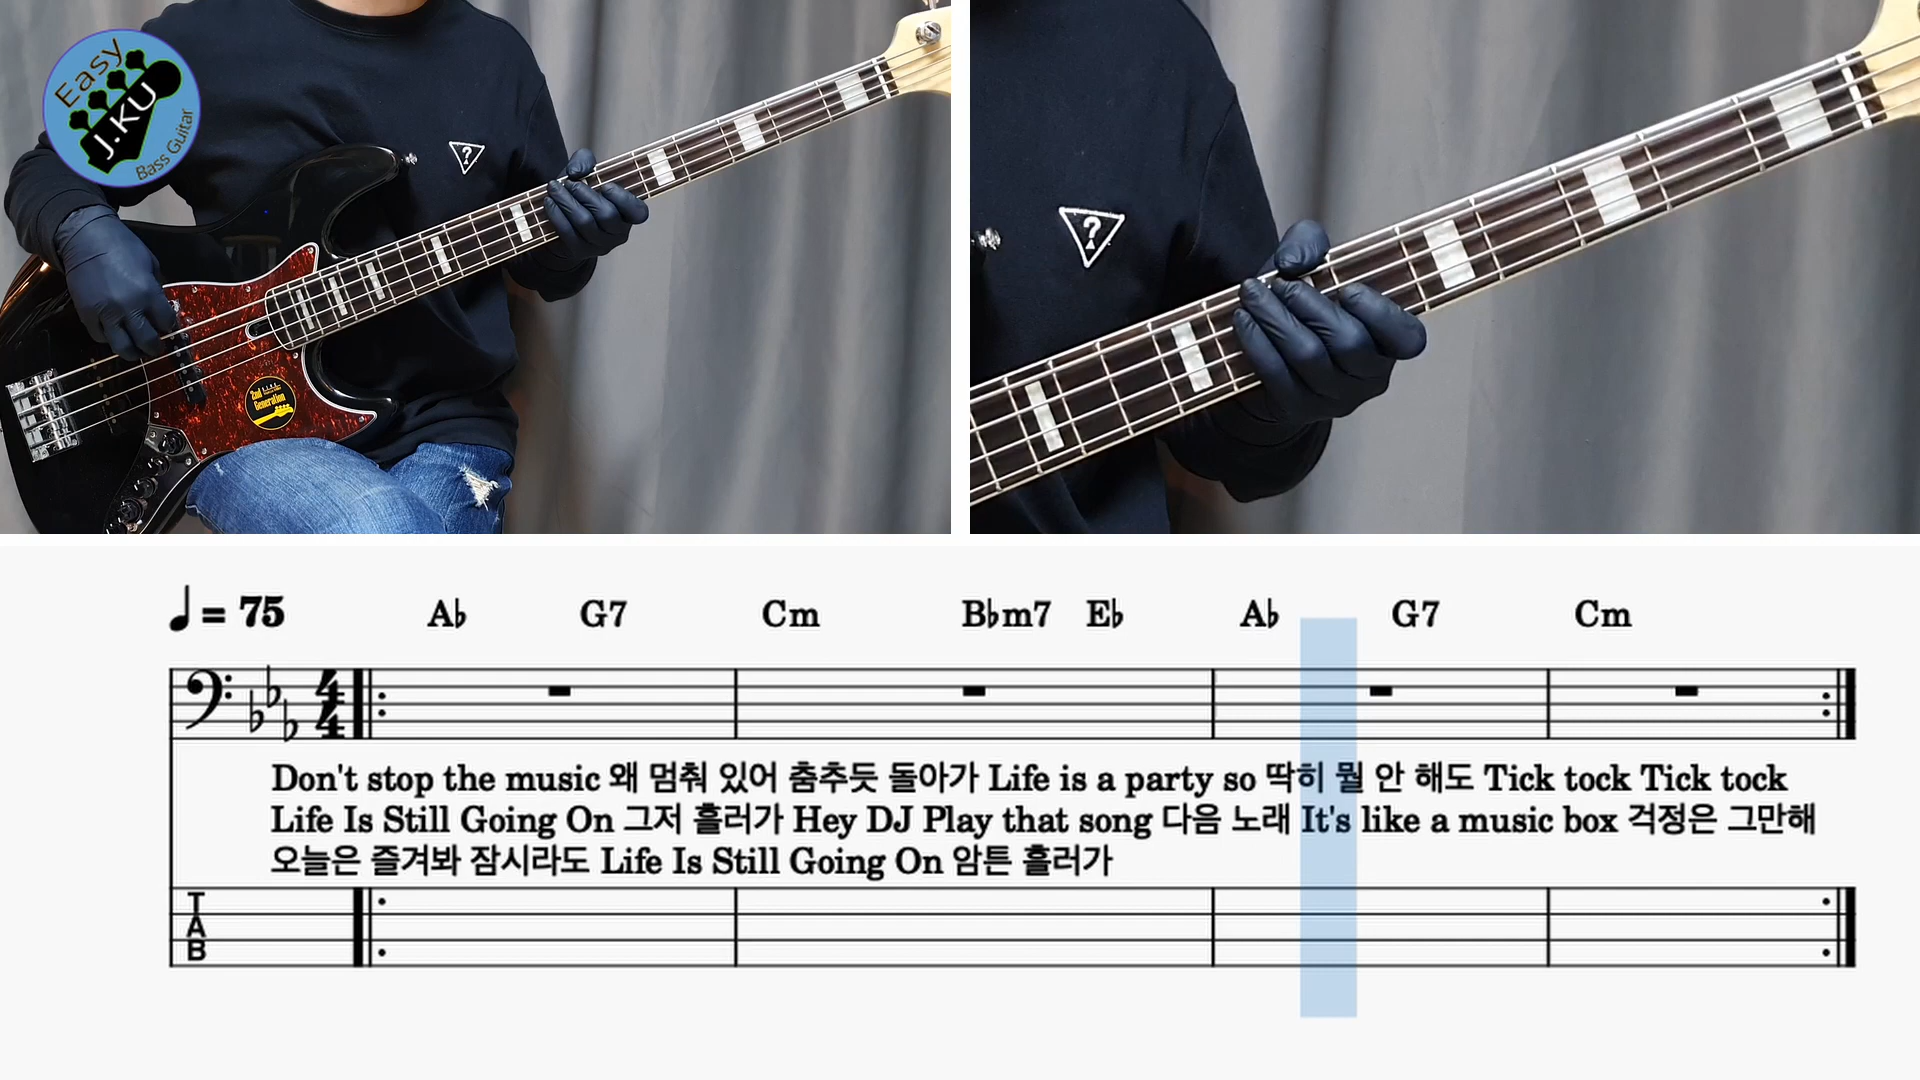 Easy
J.KU
Bass Guitar
?
?
2nd
Generation
= 75 A♭ G7 Cm B♭m7 E♭ A♭ G7 Cm
4
4
Don't stop the music 왜 멈춰 있어 춤추듯 돌아가 Life is a party so 딱히 뭘 안 해도 Tick tock Tick tock
Life Is Still Going On 그저 흘러가 Hey DJ Play that song 다음 노래 It's like a music box 걱정은 그만해
오늘은 즐겨봐 잠시라도 Life Is Still Going On 암튼 흘러가
T
A
B